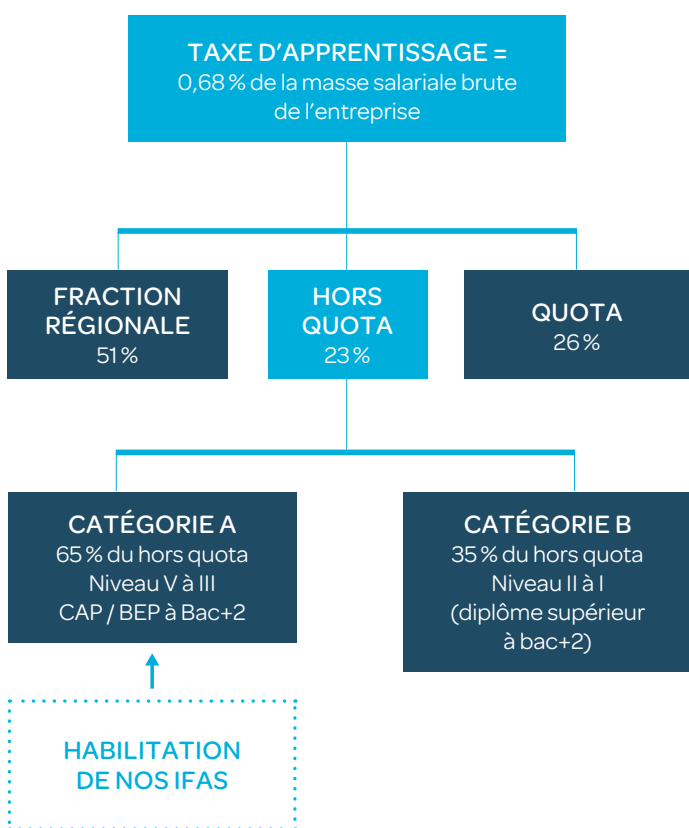 TAXE D'APPRENTISSAGE =
0,68 % de la masse salariale brute
de l'entreprise
FRACTION
RÉGIONALE
51 %
HORS
QUOTA
23 %
QUOTA
26 %
CATÉGORIE A
65 % du hors quota
Niveau V à III
CAP / BEP à Bac+2
CATÉGORIE B
35 % du hors quota
Niveau II à I
(diplôme supérieur
à bac+2)
HABILITATION
DE NOS IFAS